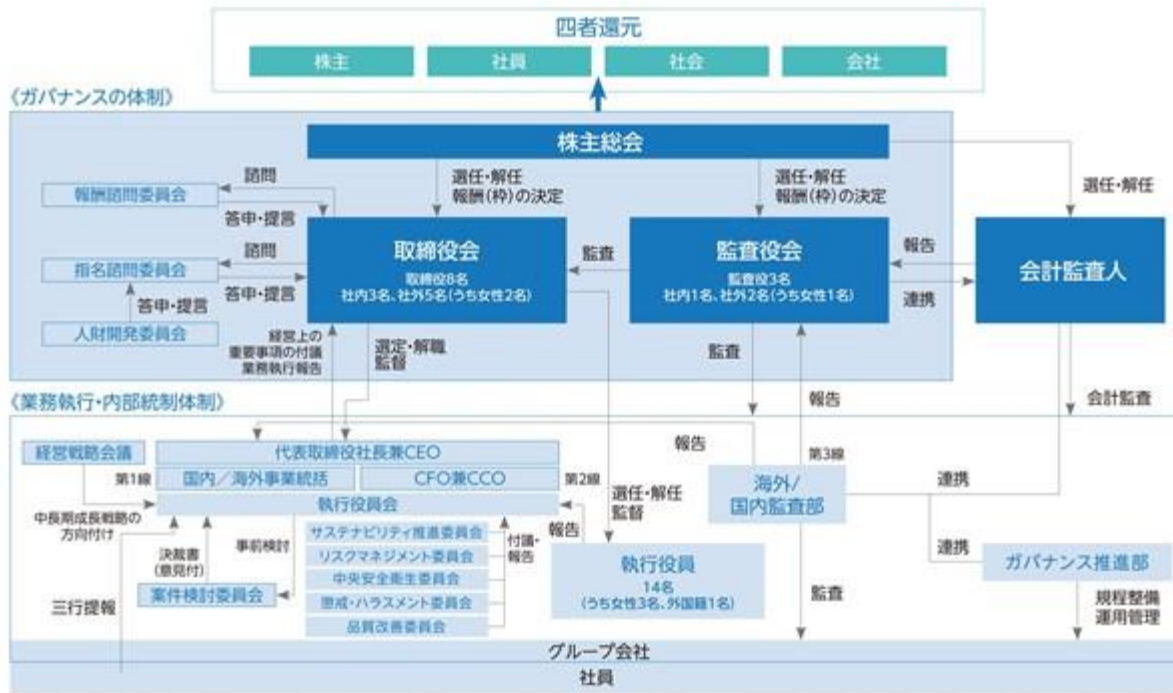 四者還元
株主
社員
社会
会社
《ガバナンスの体制》
株主総会
諮問
報酬諮問委員会
答申・提言
選任・解任
報酬(枠)の決定
選任・解任
報酬(枠)の決定
選任・解任
諮問
指名諮問委員会
答申・提言
答申・提言
人財開発委員会
取締役会
取締役8名
社内3名、社外5名(うち女性2名)
監査
監査役会
監査役3名
社内1名、社外2名(うち女性1名)
報告
連携
会計監査人
経営上の
重要事項の付議
業務執行報告
選定・解職
監督
監査
報告
会計監査
《業務執行・内部統制体制》
経営戦略会議
代表取締役社長兼CEO
第1線
国内/海外事業統括
CFO兼CCO
第2線
執行役員会
報告
第3線
海外/
国内監査部
連携
選任・解任
監督
中長期成長戦略の
方向付け
決裁書
(意見付)
事前検討
サステナビリティ推進委員会
リスクマネジメント委員会
中央安全衛生委員会
懲戒・ハラスメント委員会
品質改善委員会
付議・
報告
報告
執行役員
14名
(うち女性3名、外国籍1名)
連携
ガバナンス推進部
案件検討委員会
三行提報
監査
規程整備
運用管理
グループ会社
社員